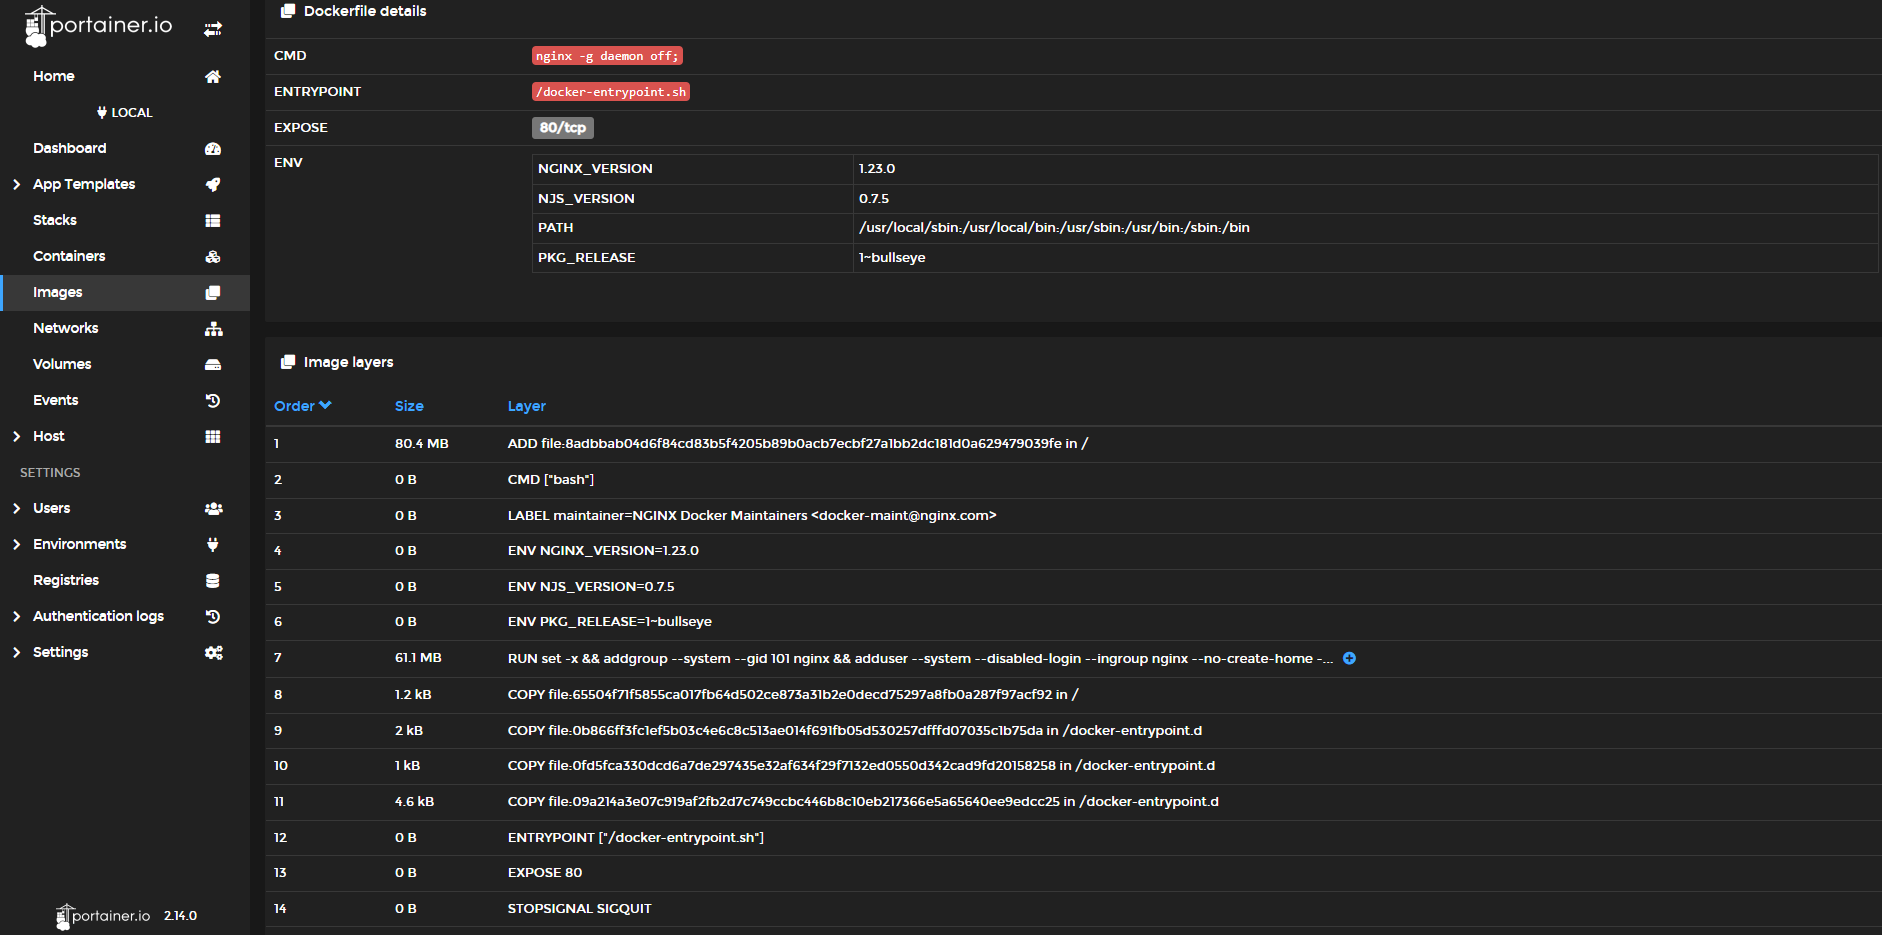 portainer.io
Home
LOCAL
Dashboard
App Templates
Stacks
Containers
Images
Networks
Volumes
Events
Host
SETTINGS
Users
Environments
Registries
Authentication logs
Settings
portainer.io 2.14.0
Dockerfile details
CMD nginx -g daemon off;
ENTRYPOINT /docker-entrypoint.sh
EXPOSE 80/tcp
ENV NGINX_VERSION 1.23.0
NJS_VERSION 0.7.5
PATH /usr/local/sbin:/usr/local/bin:/usr/sbin:/usr/bin:/sbin:/bin
PKG_RELEASE 1~bullseye
Image layers
Order Size Layer
1 80.4 MB ADD file:8adbbab04d6f84cd83b5f4205b89b0acb7ecbf27a1bb2dc181d0a629479039fe in /
2 0 B CMD ["bash"]
3 0 B LABEL maintainer=NGINX Docker Maintainers <docker-maint@nginx.com>
4 0 B ENV NGINX_VERSION=1.23.0
5 0 B ENV NJS_VERSION=0.7.5
6 0 B ENV PKG_RELEASE=1~bullseye
7 61.1 MB RUN set -x && addgroup --system --gid 101 nginx && adduser --system --disabled-login --ingroup nginx --no-create-home -...
8 1.2 kB COPY file:65504f71f5855ca017fb64d502ce873a31b2e0decd75297a8fb0a287f97acf92 in /
9 2 kB COPY file:0b866ff3fc1ef5b03c4e6c8c513ae014f691fb05d530257dfffd07035c1b75da in /docker-entrypoint.d
10 1 kB COPY file:0fd5fca330dcd6a7de297435e32af634f29f7132ed0550d342cad9fd20158258 in /docker-entrypoint.d
11 4.6 kB COPY file:09a214a3e07c919af2fb2d7c749ccbc446b8c10eb217366e5a65640ee9edcc25 in /docker-entrypoint.d
12 0 B ENTRYPOINT ["/docker-entrypoint.sh"]
13 0 B EXPOSE 80
14 0 B STOPSIGNAL SIGQUIT